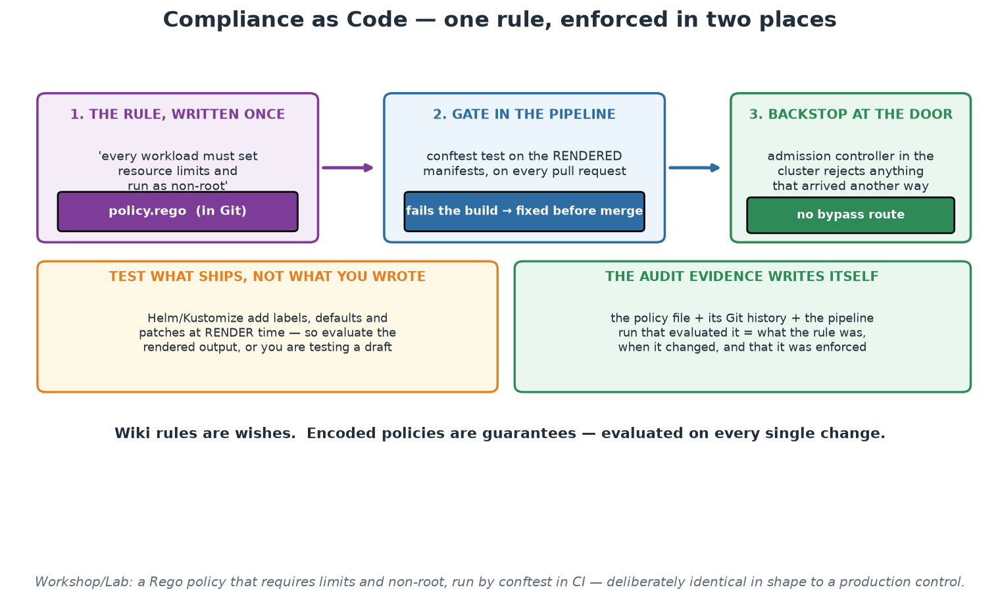 Compliance as Code — one rule, enforced in two places
1. THE RULE, WRITTEN ONCE
'every workload must set
resource limits and
run as non-root'
policy.rego  (in Git)
2. GATE IN THE PIPELINE
conftest test on the RENDERED
manifests, on every pull request
fails the build → fixed before merge
3. BACKSTOP AT THE DOOR
admission controller in the
cluster rejects anything
that arrived another way
no bypass route
TEST WHAT SHIPS, NOT WHAT YOU WROTE
Helm/Kustomize add labels, defaults and
patches at RENDER time — so evaluate the
rendered output, or you are testing a draft
THE AUDIT EVIDENCE WRITES ITSELF
the policy file + its Git history + the pipeline
run that evaluated it = what the rule was,
when it changed, and that it was enforced
Wiki rules are wishes.  Encoded policies are guarantees — evaluated on every single change.
Workshop/Lab: a Rego policy that requires limits and non-root, run by conftest in CI — deliberately identical in shape to a production control.